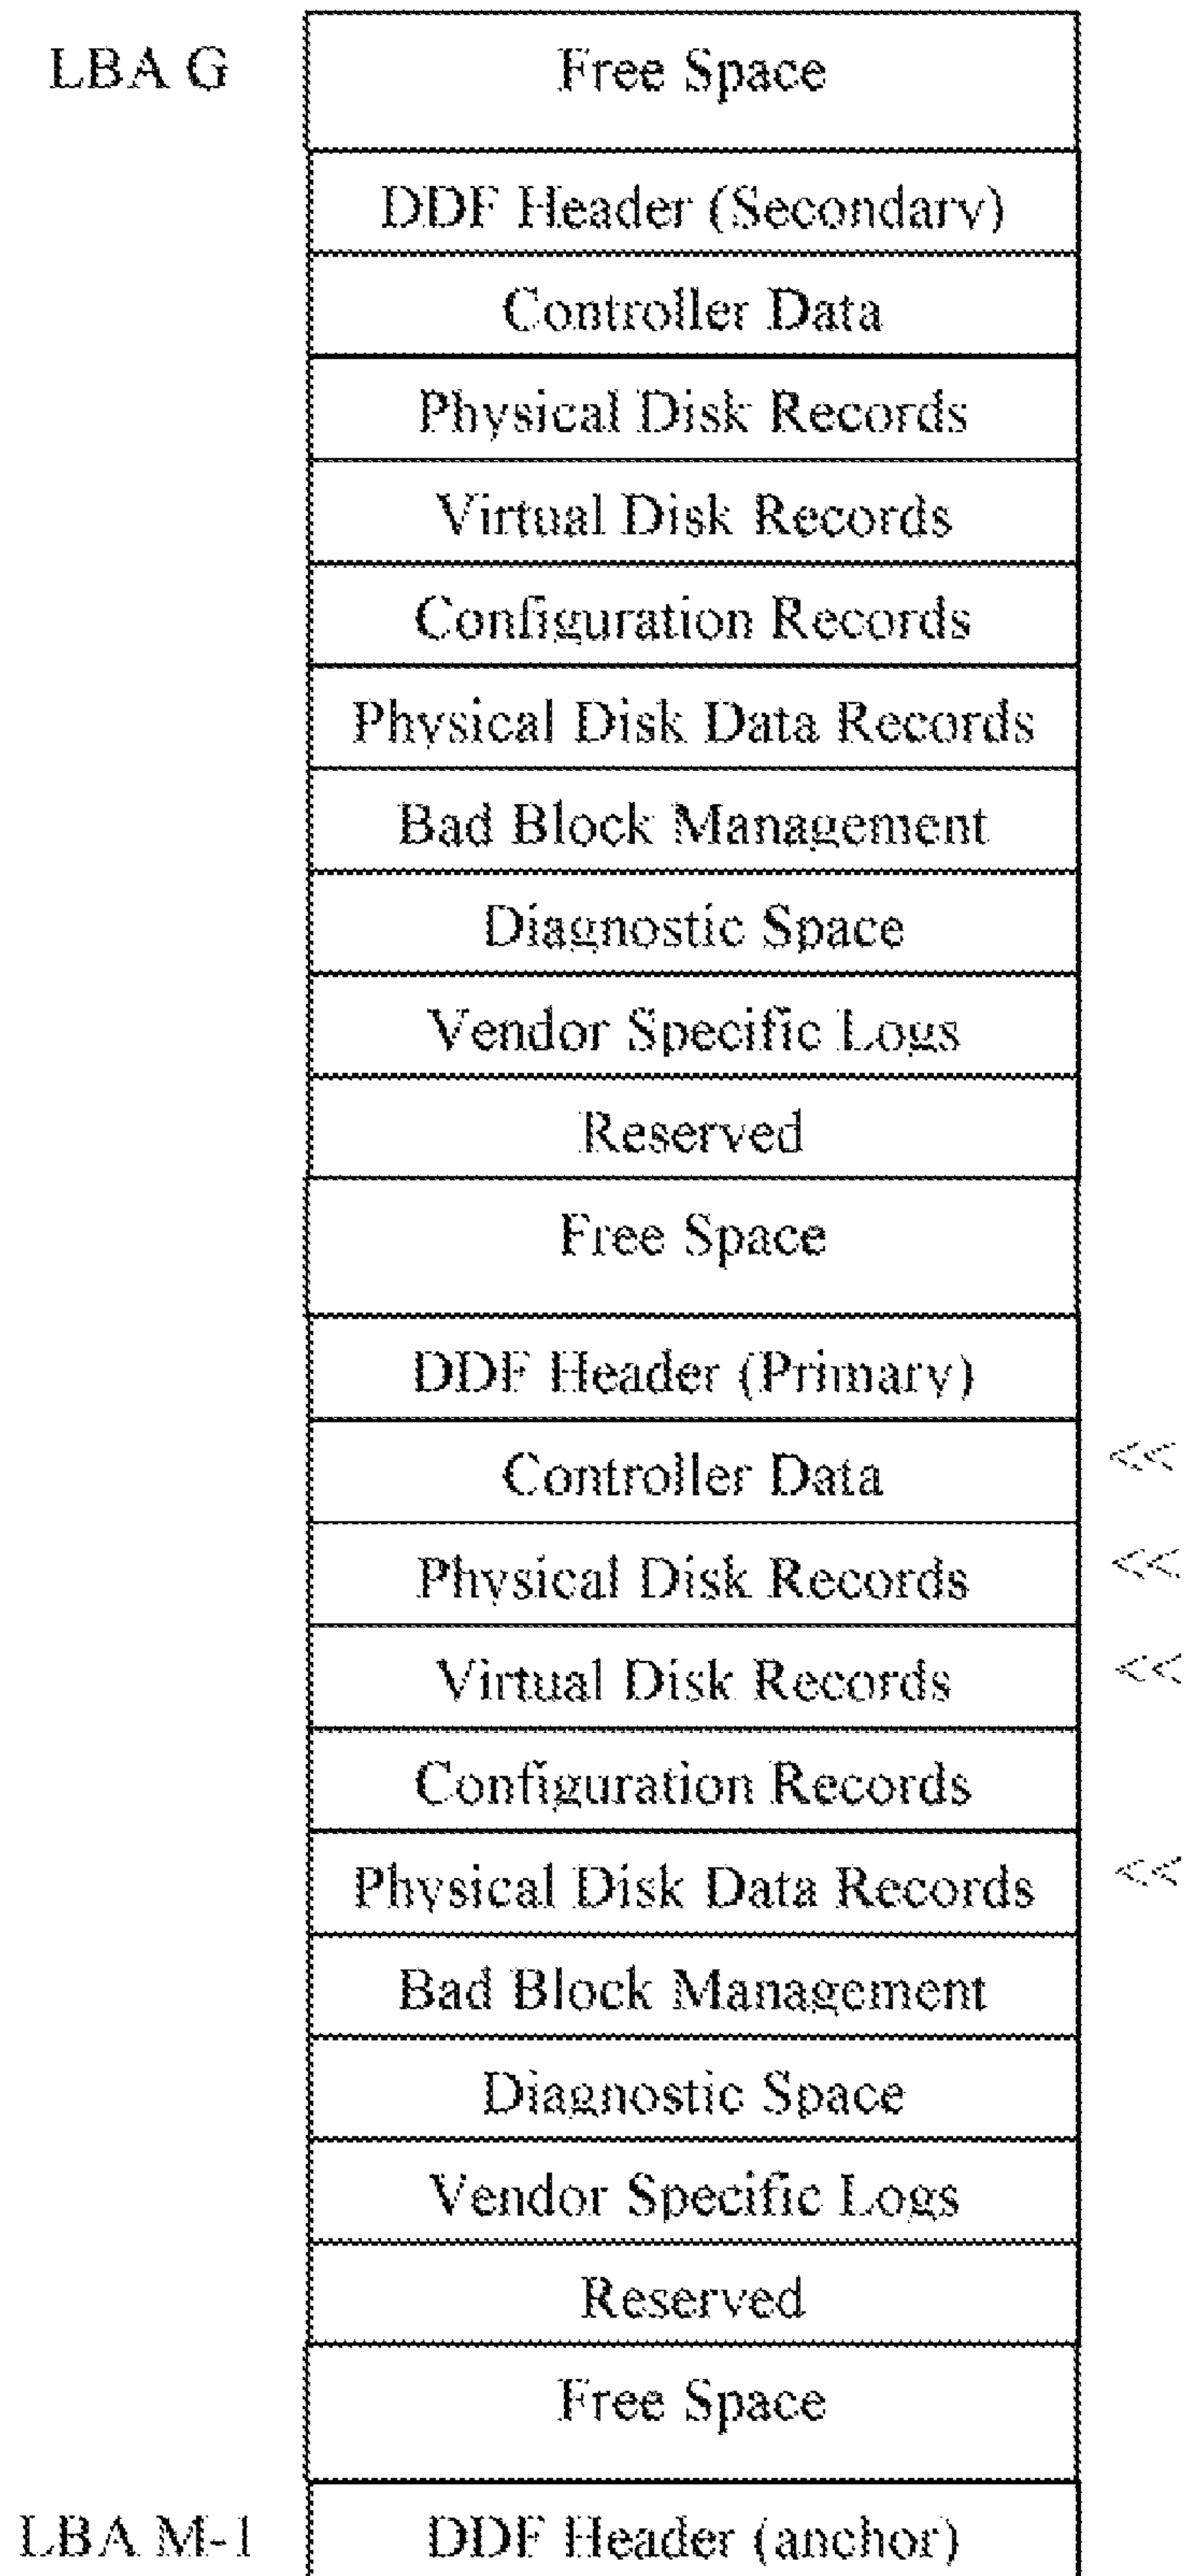 LBA G Free Space
DDF Header (Secondary)
Controller Data
Physical Disk Records
Virtual Disk Records
Configuration Records
Physical Disk Data Records
Bad Block Management
Diagnostic Space
Vendor Specific Logs
Reserved
Free Space
DDF Header (Primary)
Controller Data <<
Physical Disk Records <<
Virtual Disk Records <<
Configuration Records
Physical Disk Data Records <<
Bad Block Management
Diagnostic Space
Vendor Specific Logs
Reserved
Free Space
LBA M-1 DDF Header (anchor)